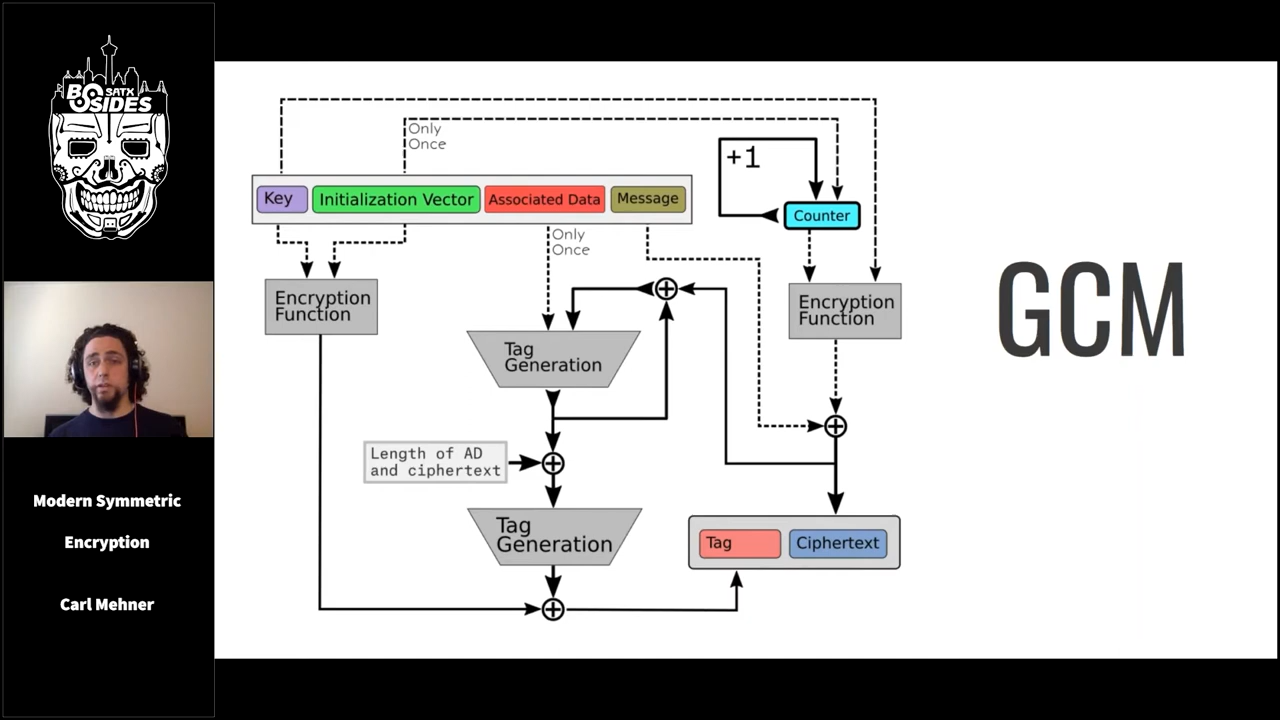 BSIDES
SATX
Modern Symmetric
Encryption
Carl Mehner
GCM
Only
Once
+1
Key
Initialization Vector
Associated Data
Message
Counter
Only
Once
Encryption
Function
Encryption
Function
Tag
Generation
Length of AD
and ciphertext
Tag
Generation
Tag
Ciphertext